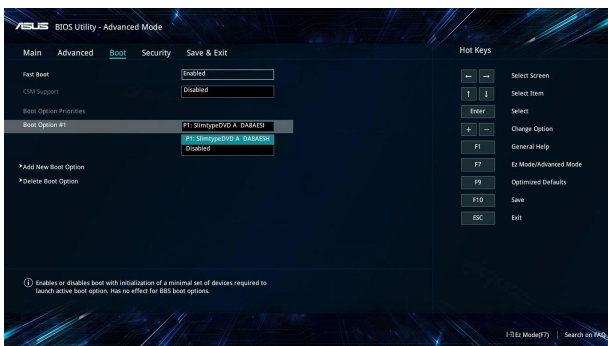 ASUS BIOS Utility - Advanced Mode
Main Advanced Boot Security Save & Exit
Hot Keys
Fast Boot Enabled
CSM Support Disabled
Boot Option Priorities
Boot Option #1 P1: SlimtypeDVD A DA8AESI
P1: SlimtypeDVD A DA8AESH
Disabled
>Add New Boot Option
>Delete Boot Option
← → Select Screen
↑ ↓ Select Item
Enter Select
+ − Change Option
F1 General Help
F7 Ez Mode/Advanced Mode
F9 Optimized Defaults
F10 Save
ESC Exit
Enables or disables boot with initialization of a minimal set of devices required to
launch active boot option. Has no effect for BBS boot options.
Ez Mode(F7) | Search on FAQ